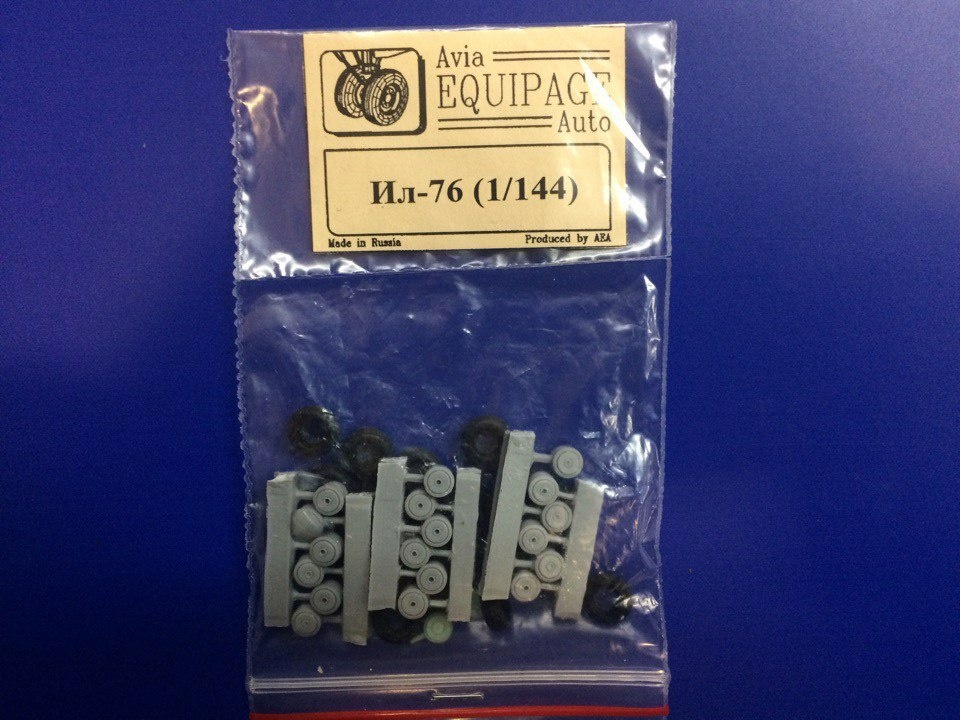 Avia
EQUIPAGE
Auto
Ил-76 (1/144)
Made in Russia
Produced by AEA